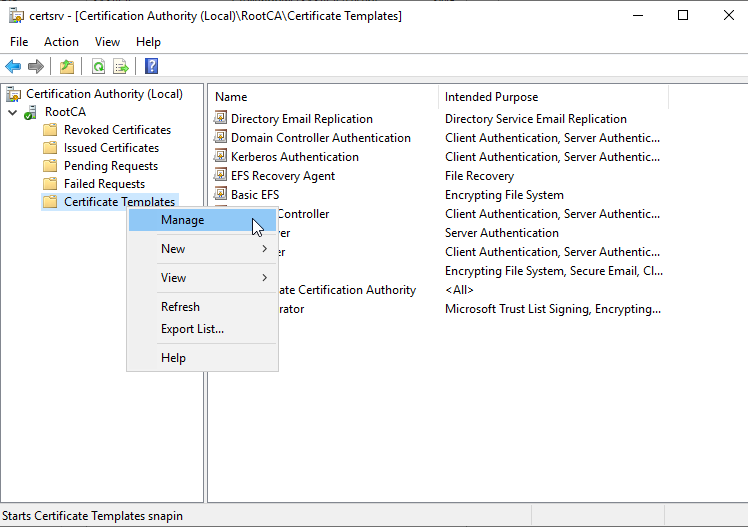 certsrv - [Certification Authority (Local)\RootCA\Certificate Templates]
File Action View Help
Certification Authority (Local)
RootCA
Revoked Certificates
Issued Certificates
Pending Requests
Failed Requests
Certificate Templates
Manage
New
View
Refresh
Export List...
Help
Name Intended Purpose
Directory Email Replication Directory Service Email Replication
Domain Controller Authentication Client Authentication, Server Authentic...
Kerberos Authentication Client Authentication, Server Authentic...
EFS Recovery Agent File Recovery
Basic EFS Encrypting File System
Controller Client Authentication, Server Authentic...
Server Authentication
Client Authentication, Server Authentic...
Encrypting File System, Secure Email, Cl...
Certification Authority <All>
Microsoft Trust List Signing, Encrypting...
Starts Certificate Templates snapin